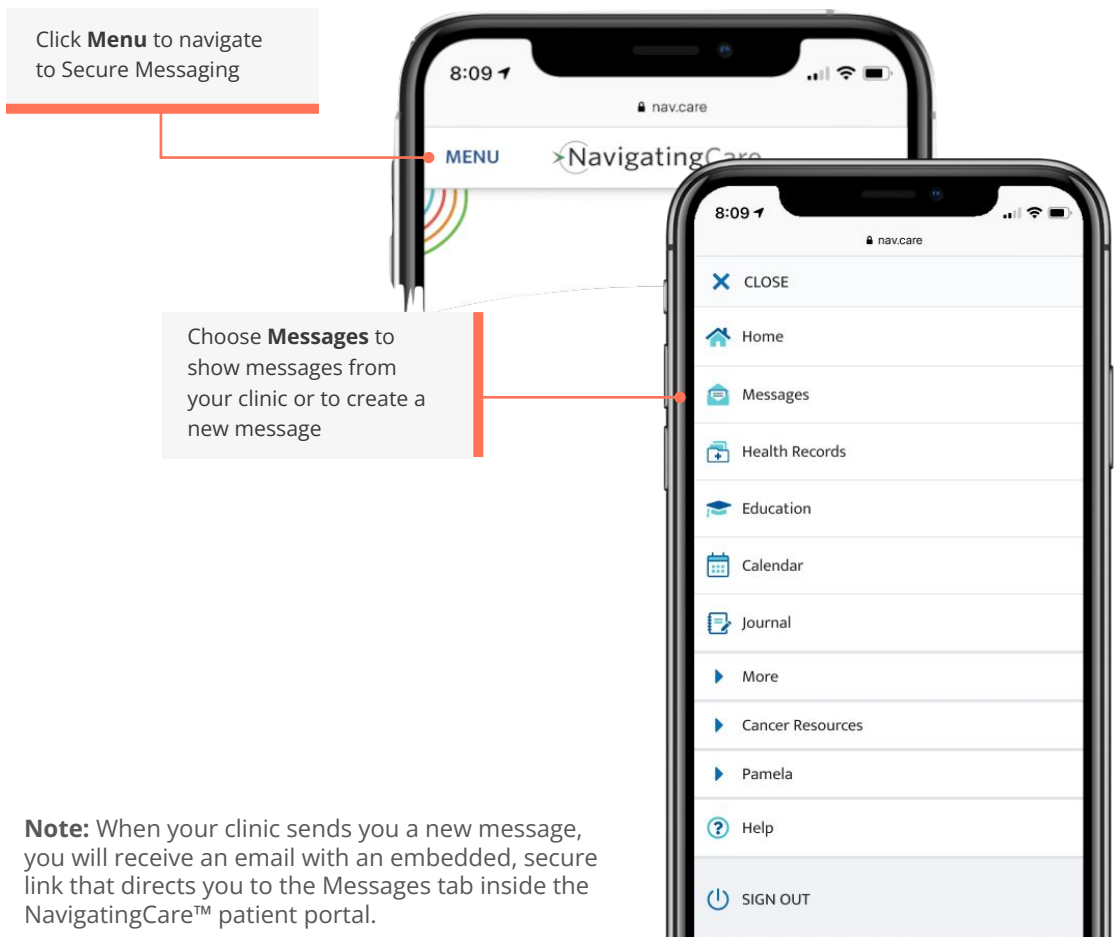 Click Menu to navigate
to Secure Messaging
8:09
nav.care
MENU
NavigatingCare
Choose Messages to
show messages from
your clinic or to create a
new message
8:09
nav.care
CLOSE
Home
Messages
Health Records
Education
Calendar
Journal
More
Cancer Resources
Pamela
Help
SIGN OUT
Note: When your clinic sends you a new message,
you will receive an email with an embedded, secure
link that directs you to the Messages tab inside the
NavigatingCare™ patient portal.